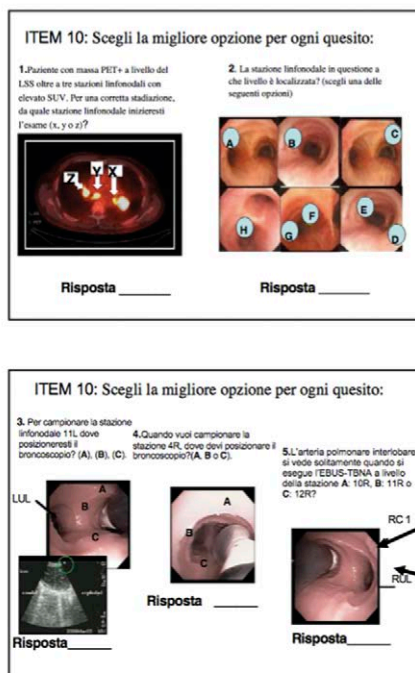 ITEM 10: Scegli la migliore opzione per ogni quesito:
1.Paziente con massa PET+ a livello del
LSS oltre a tre stazioni linfonodali con
elevato SUV. Per una corretta stadiazione,
da quale stazione linfonodale inizieresti
l'esame (x, y o z)?
Z
Y
X
Risposta _______
2. La stazione linfonodale in questione a
che livello è localizzata? (scegli una delle
seguenti opzioni)
A
B
C
H
G
F
E
D
Risposta _______
ITEM 10: Scegli la migliore opzione per ogni quesito:
3. Per campionare la stazione
linfonodale 11L dove
posizioneresti il
broncoscopio? (A), (B), (C).
LUL
A
B
C
Risposta______
4.Quando vuoi campionare la
stazione 4R, dove devi posizionare il
broncoscopio?(A, B o C).
A
B
C
Risposta ______
5.L'arteria polmonare interlobare
si vede solitamente quando si
esegue l'EBUS-TBNA a livello
della stazione A: 10R, B: 11R o
C: 12R?
RC 1
RUL
Risposta______